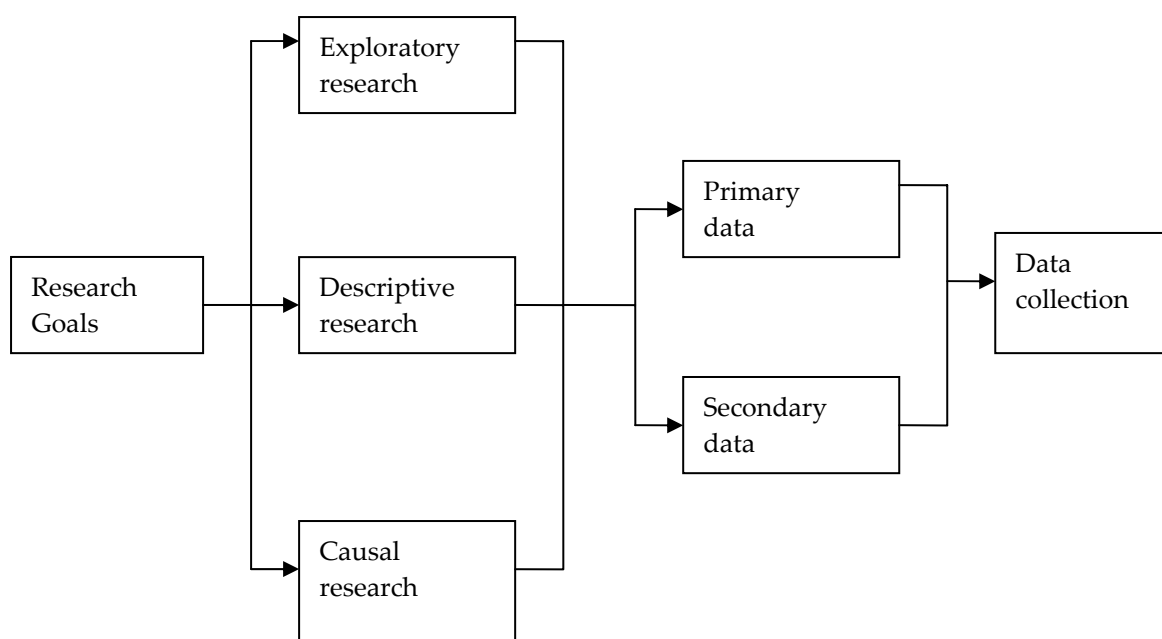 Exploratory
research
Primary
data
Research
Goals
Descriptive
research
Data
collection
Secondary
data
Causal
research